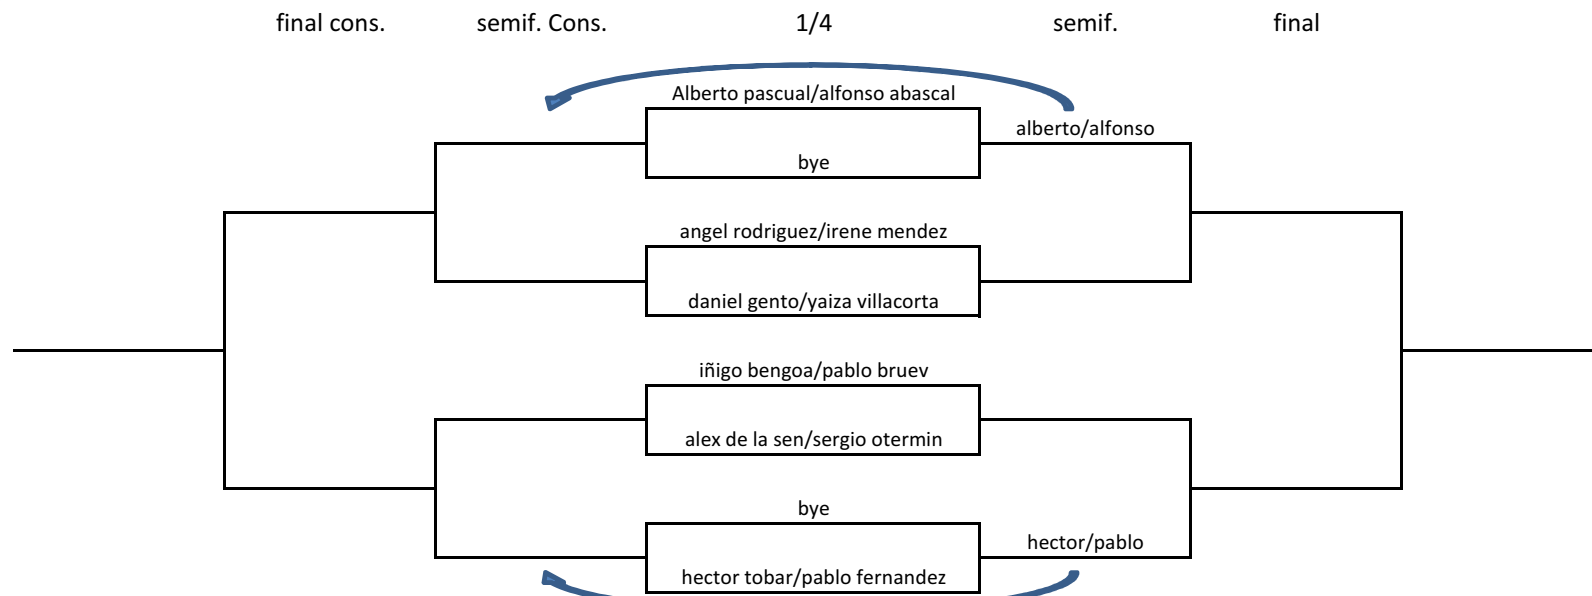 final cons. semif. Cons. 1/4 semif. final
Alberto pascual/alfonso abascal
alberto/alfonso
bye
angel rodriguez/irene mendez
daniel gento/yaiza villacorta
iñigo bengoa/pablo bruev
alex de la sen/sergio otermin
bye
hector/pablo
hector tobar/pablo fernandez